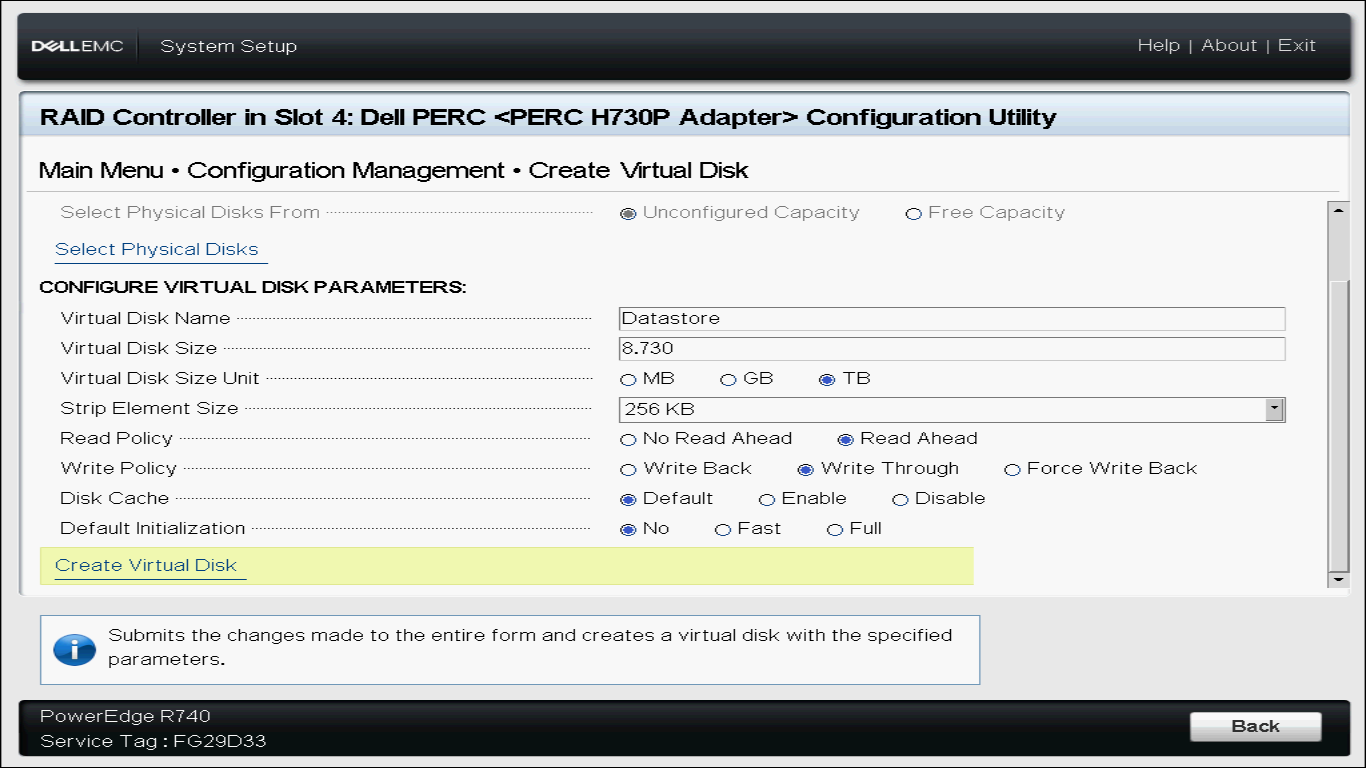 DELLEMC System Setup Help | About | Exit
RAID Controller in Slot 4: Dell PERC <PERC H730P Adapter> Configuration Utility
Main Menu • Configuration Management • Create Virtual Disk
Select Physical Disks From Unconfigured Capacity Free Capacity
Select Physical Disks
CONFIGURE VIRTUAL DISK PARAMETERS:
Virtual Disk Name Datastore
Virtual Disk Size 8.730
Virtual Disk Size Unit MB GB TB
Strip Element Size 256 KB
Read Policy No Read Ahead Read Ahead
Write Policy Write Back Write Through Force Write Back
Disk Cache Default Enable Disable
Default Initialization No Fast Full
Create Virtual Disk
Submits the changes made to the entire form and creates a virtual disk with the specified
parameters.
PowerEdge R740
Service Tag : FG29D33
Back